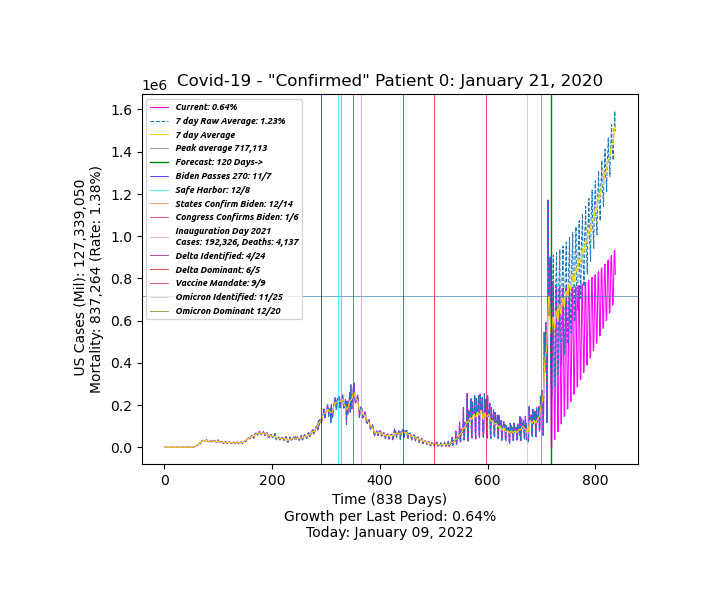 Covid-19 - "Confirmed" Patient 0: January 21, 2020
1e6
1.6
1.4
1.2
1.0
0.8
0.6
0.4
0.2
0.0
US Cases (Mil): 127,339,050
Mortality: 837,264 (Rate: 1.38%)
Current: 0.64%
7 day Raw Average: 1.23%
7 day Average
Peak average 717,113
Forecast: 120 Days->
Biden Passes 270: 11/7
Safe Harbor: 12/8
States Confirm Biden: 12/14
Congress Confirms Biden: 1/6
Inauguration Day 2021
Cases: 192,326, Deaths: 4,137
Delta Identified: 4/24
Delta Dominant: 6/5
Vaccine Mandate: 9/9
Omicron Identified: 11/25
Omicron Dominant 12/20
0 200 400 600 800
Time (838 Days)
Growth per Last Period: 0.64%
Today: January 09, 2022